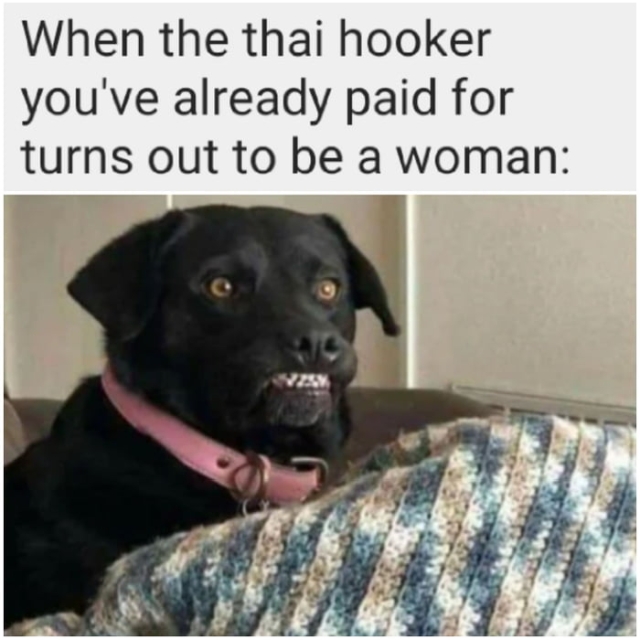 When the thai hooker
you've already paid for
turns out to be a woman: